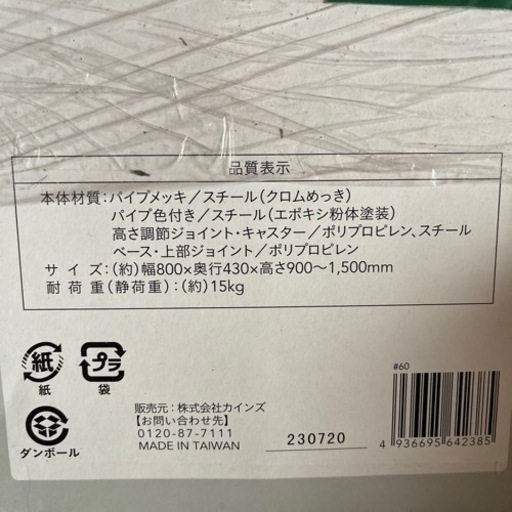 品質表示
本体材質：パイプメッキ／スチール（クロムめっき）
パイプ色付き／スチール（エポキシ粉体塗装）
高さ調節ジョイント・キャスター／ポリプロピレン、スチール
ベース・上部ジョイント／ポリプロピレン
サイズ：（約）幅800×奥行430×高さ900～1,500mm
耐荷重（静荷重）：（約）15kg
紙
紙
プラ
袋
ダンボール
販売元：株式会社カインズ
【お問い合わせ先】
0120-87-7111
MADE IN TAIWAN
230720
#60
4 936695 642385